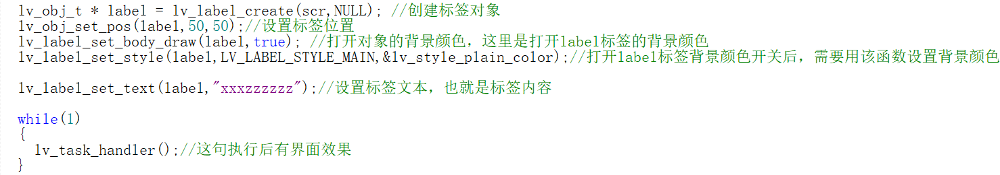 lv_obj_t * label = lv_label_create(scr,NULL); //创建标签对象
lv_obj_set_pos(label,50,50);//设置标签位置
lv_label_set_body_draw(label,true); //打开对象的背景颜色，这里是打开label标签的背景颜色
lv_label_set_style(label,LV_LABEL_STYLE_MAIN,&lv_style_plain_color);//打开label标签背景颜色开关后，需要用该函数设置背景颜色
lv_label_set_text(label,"xxxzzzzzz");//设置标签文本，也就是标签内容
while(1)
{
lv_task_handler();//这句执行后有界面效果
}